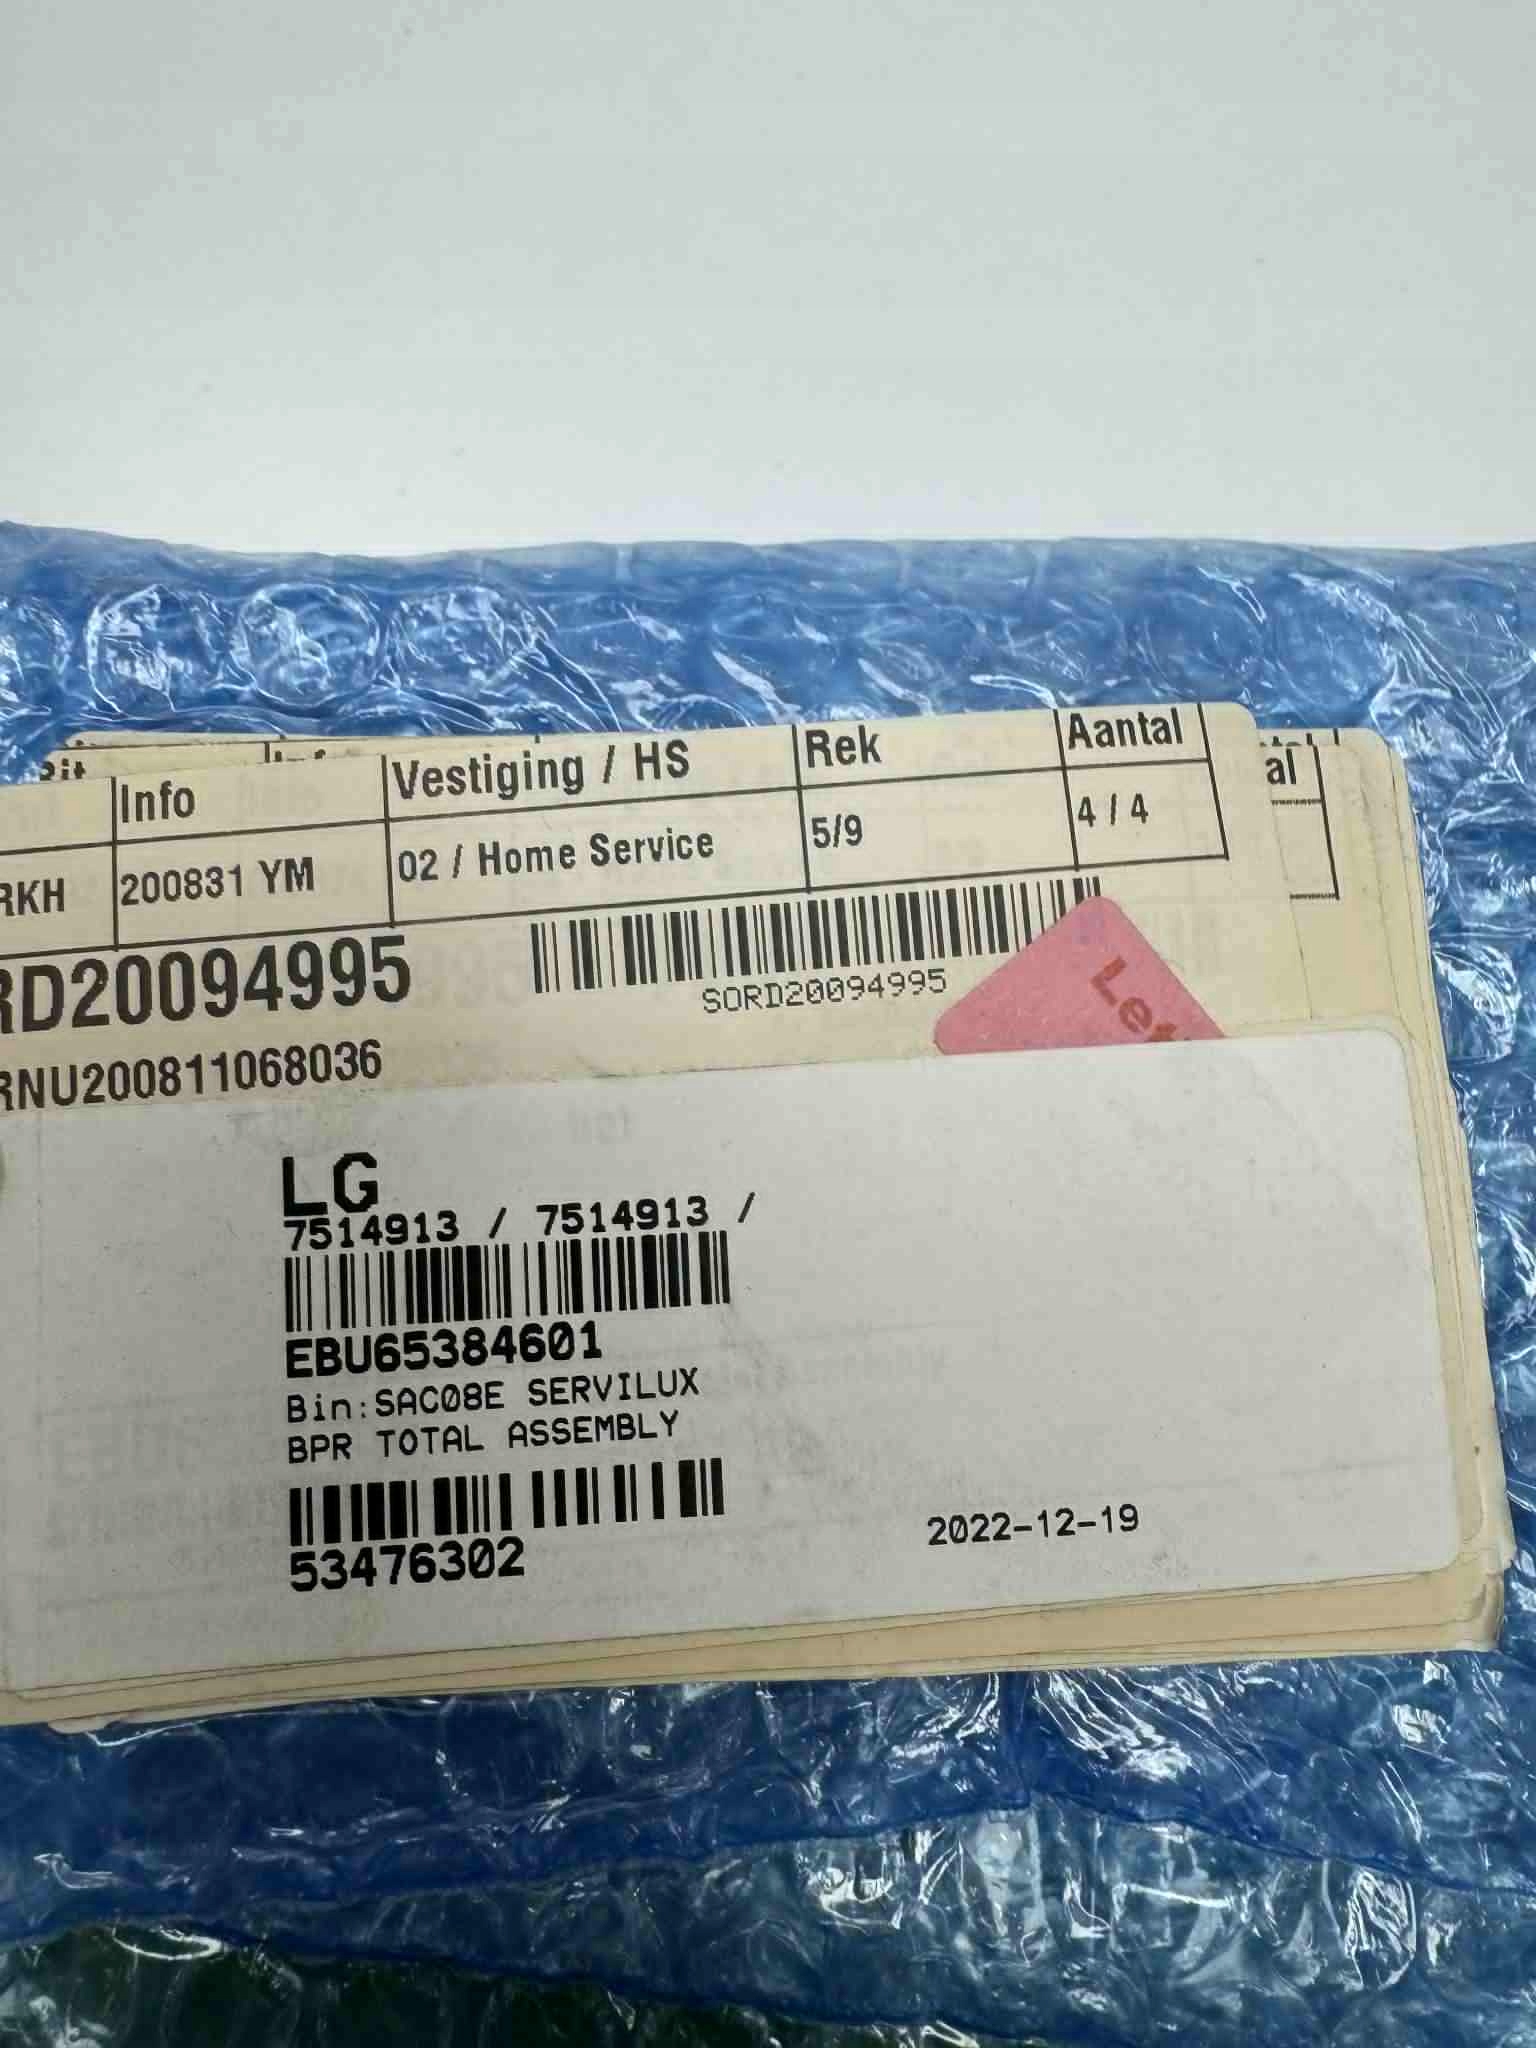 Info
Vestiging / HS
Rek
Aantal
RKH
200831 YM
02 / Home Service
5/9
4 / 4
RD20094995
SORD20094995
RNU200811068036
LG
7514913 / 7514913 /
EBU65384601
Bin:SAC08E SERVILUX
BPR TOTAL ASSEMBLY
53476302
2022-12-19